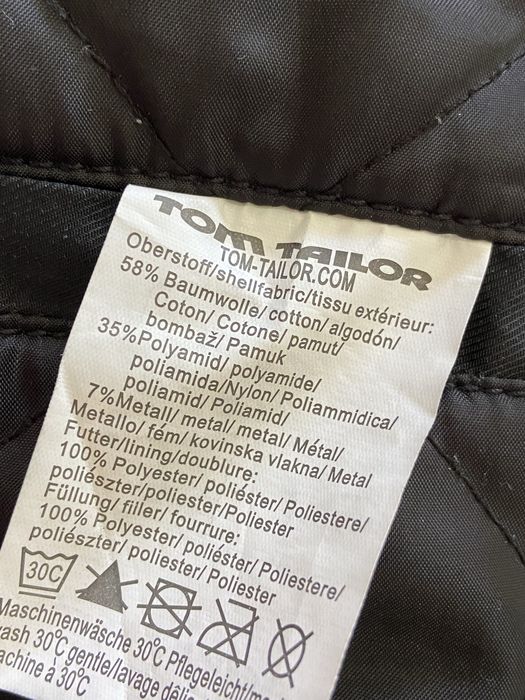 TOM TAILOR
TOM-TAILOR.COM
Oberstoff/shellfabric/tissu extérieur:
58% Baumwolle/ cotton/ algodón/
Coton/ Cotone/ pamut/
bombaž/ Pamuk
35%Polyamid/ polyamide/
poliamida/Nylon/ Poliammidica/
poliamid/ Poliamid/
7%Metall/ metal/ metal/ Métal/
Metallo/ fém/ kovinska vlakna/ Metal
Futter/lining/doublure:
100% Polyester/ poliéster/ Poliestere/
poliészter/poliester/Poliester
Füllung/ filler/ fourrure:
100% Polyester/ poliéster/ Poliestere/
poliészter/ poliester/ Poliester
30C
Maschinenwäsche 30°C Pflegeleicht/
wash 30°C gentle/lavage
machine à 30°C